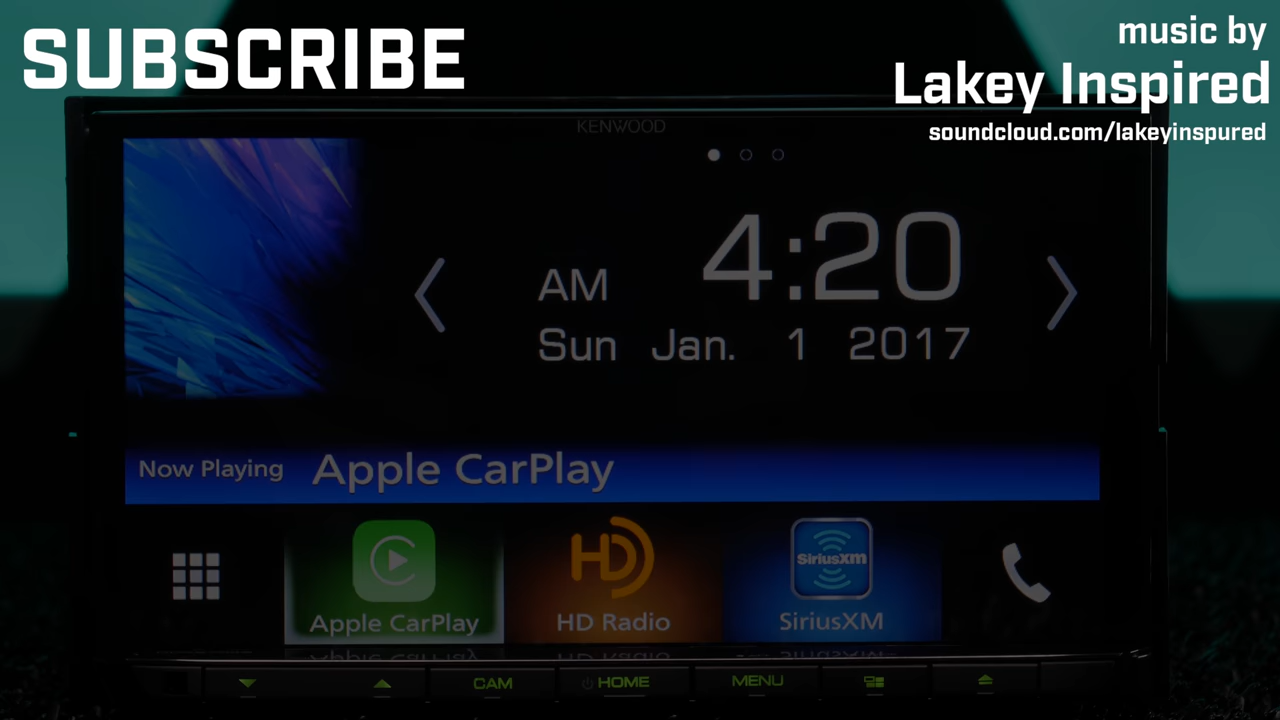 SUBSCRIBE
music by
Lakey Inspired
soundcloud.com/lakeyinspured
KENWOOD
4:20
AM
Sun Jan. 1 2017
Now Playing Apple CarPlay
HD
SiriusXM
Apple CarPlay
HD Radio
SiriusXM
CAM
HOME
MENU